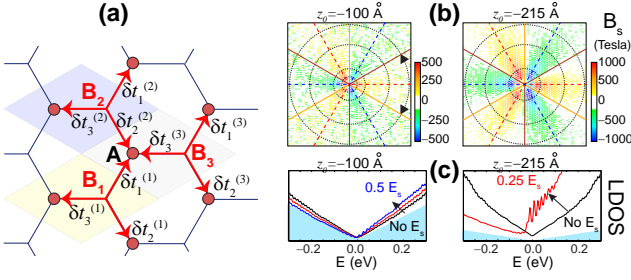 (a)
B₂
δt₁⁽²⁾
δt₃⁽²⁾
δt₂⁽²⁾
δt₁⁽³⁾
A
δt₃⁽³⁾
B₃
B₁
δt₁⁽¹⁾
δt₂⁽³⁾
δt₃⁽¹⁾
δt₂⁽¹⁾
z₀=−100 Å
(b)
z₀=−215 Å
Bₛ
(Tesla)
500
250
0
−250
−500
1000
500
0
−500
−1000
z₀=−100 Å
(c)
z₀=−215 Å
0.5 Eₛ
No Eₛ
0.25 Eₛ
No Eₛ
LDOS
−0.2 0 0.2
E (eV)
−0.2 0 0.2
E (eV)